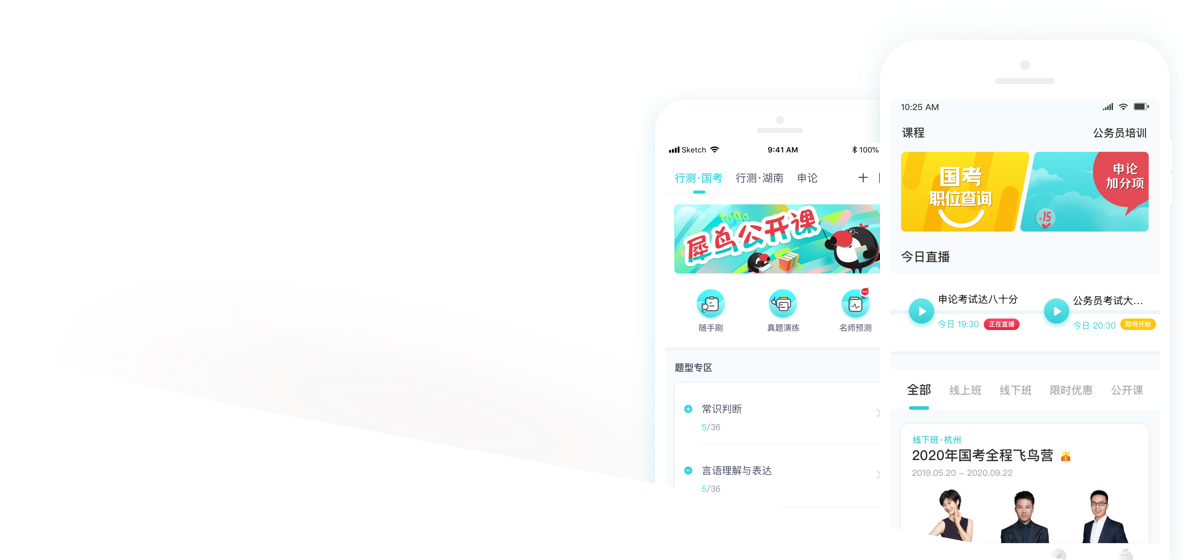 Sketch 9:41 AM 100%
行测·国考 行测·湖南 申论
犀鸟公开课
随手刷 真题演练 名师预测
题型专区
常识判断
5/36
言语理解与表达
5/36
10:25 AM
课程 公务员培训
国考
职位查询
申论
加分项
.15
今日直播
申论考试达八十分
今日 19:30 正在直播
公务员考试大...
今日 20:30 即将开始
全部 线上班 线下班 限时优惠 公开课
线下班·杭州
2020年国考全程飞鸟营
2019.05.20 – 2020.09.22